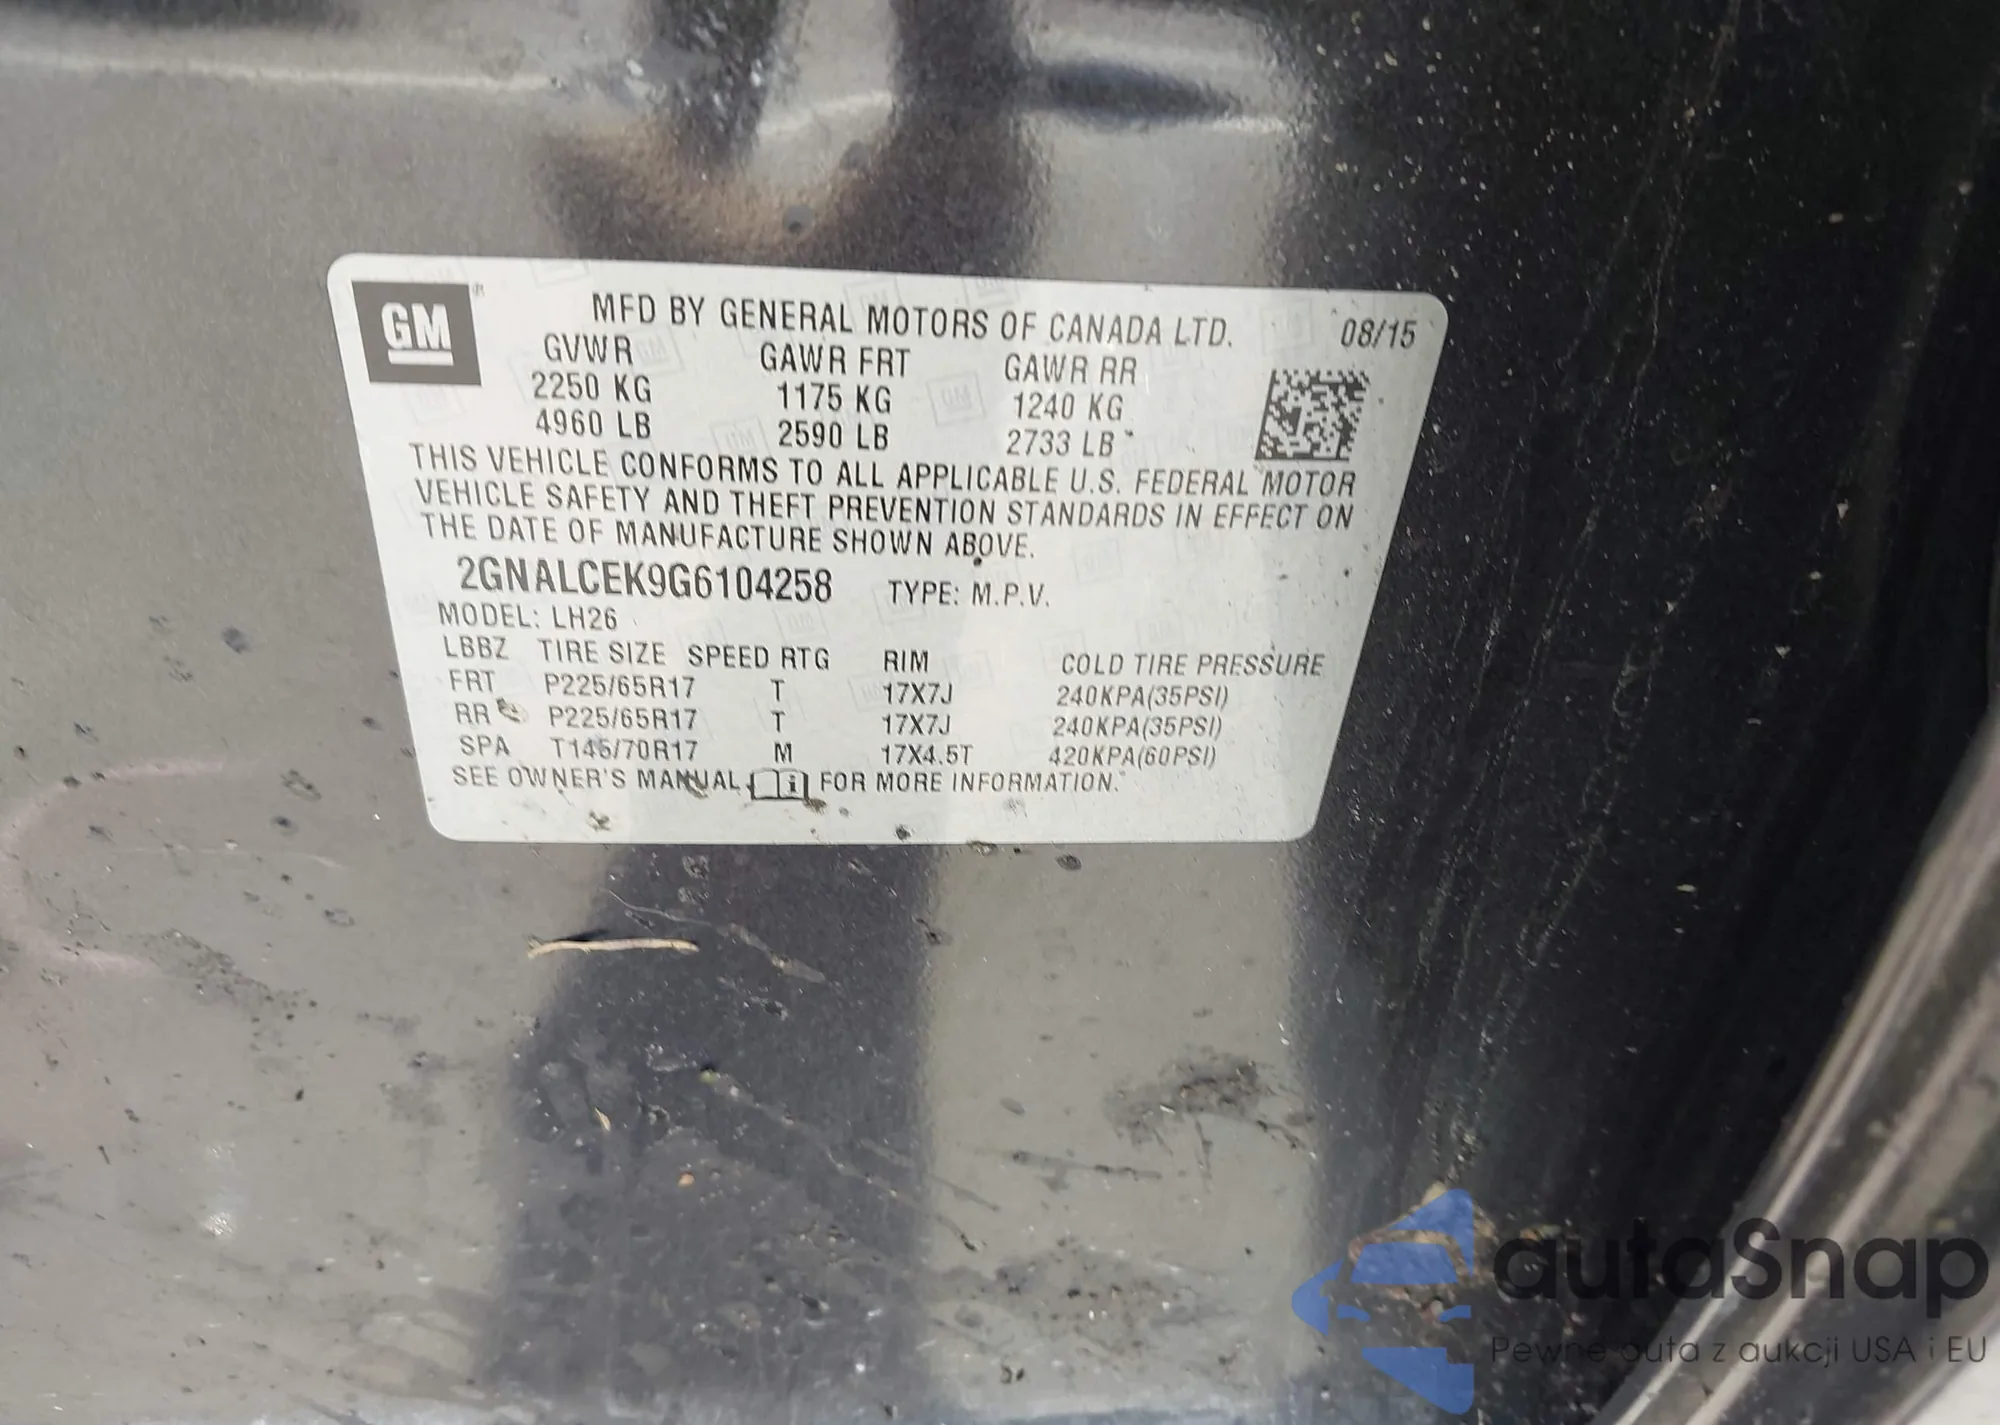 GM
MFD BY GENERAL MOTORS OF CANADA LTD. 08/15
GVWR GAWR FRT GAWR RR
2250 KG 1175 KG 1240 KG
4960 LB 2590 LB 2733 LB
THIS VEHICLE CONFORMS TO ALL APPLICABLE U.S. FEDERAL MOTOR
VEHICLE SAFETY AND THEFT PREVENTION STANDARDS IN EFFECT ON
THE DATE OF MANUFACTURE SHOWN ABOVE.
2GNALCEK9G6104258 TYPE: M.P.V.
MODEL: LH26
LBBZ TIRE SIZE SPEED RTG RIM COLD TIRE PRESSURE
FRT P225/65R17 T 17X7J 240KPA(35PSI)
RR P225/65R17 T 17X7J 240KPA(35PSI)
SPA T145/70R17 M 17X4.5T 420KPA(60PSI)
SEE OWNER'S MANUAL i FOR MORE INFORMATION.
autaSnap
Pewne auta z aukcji USA i EU